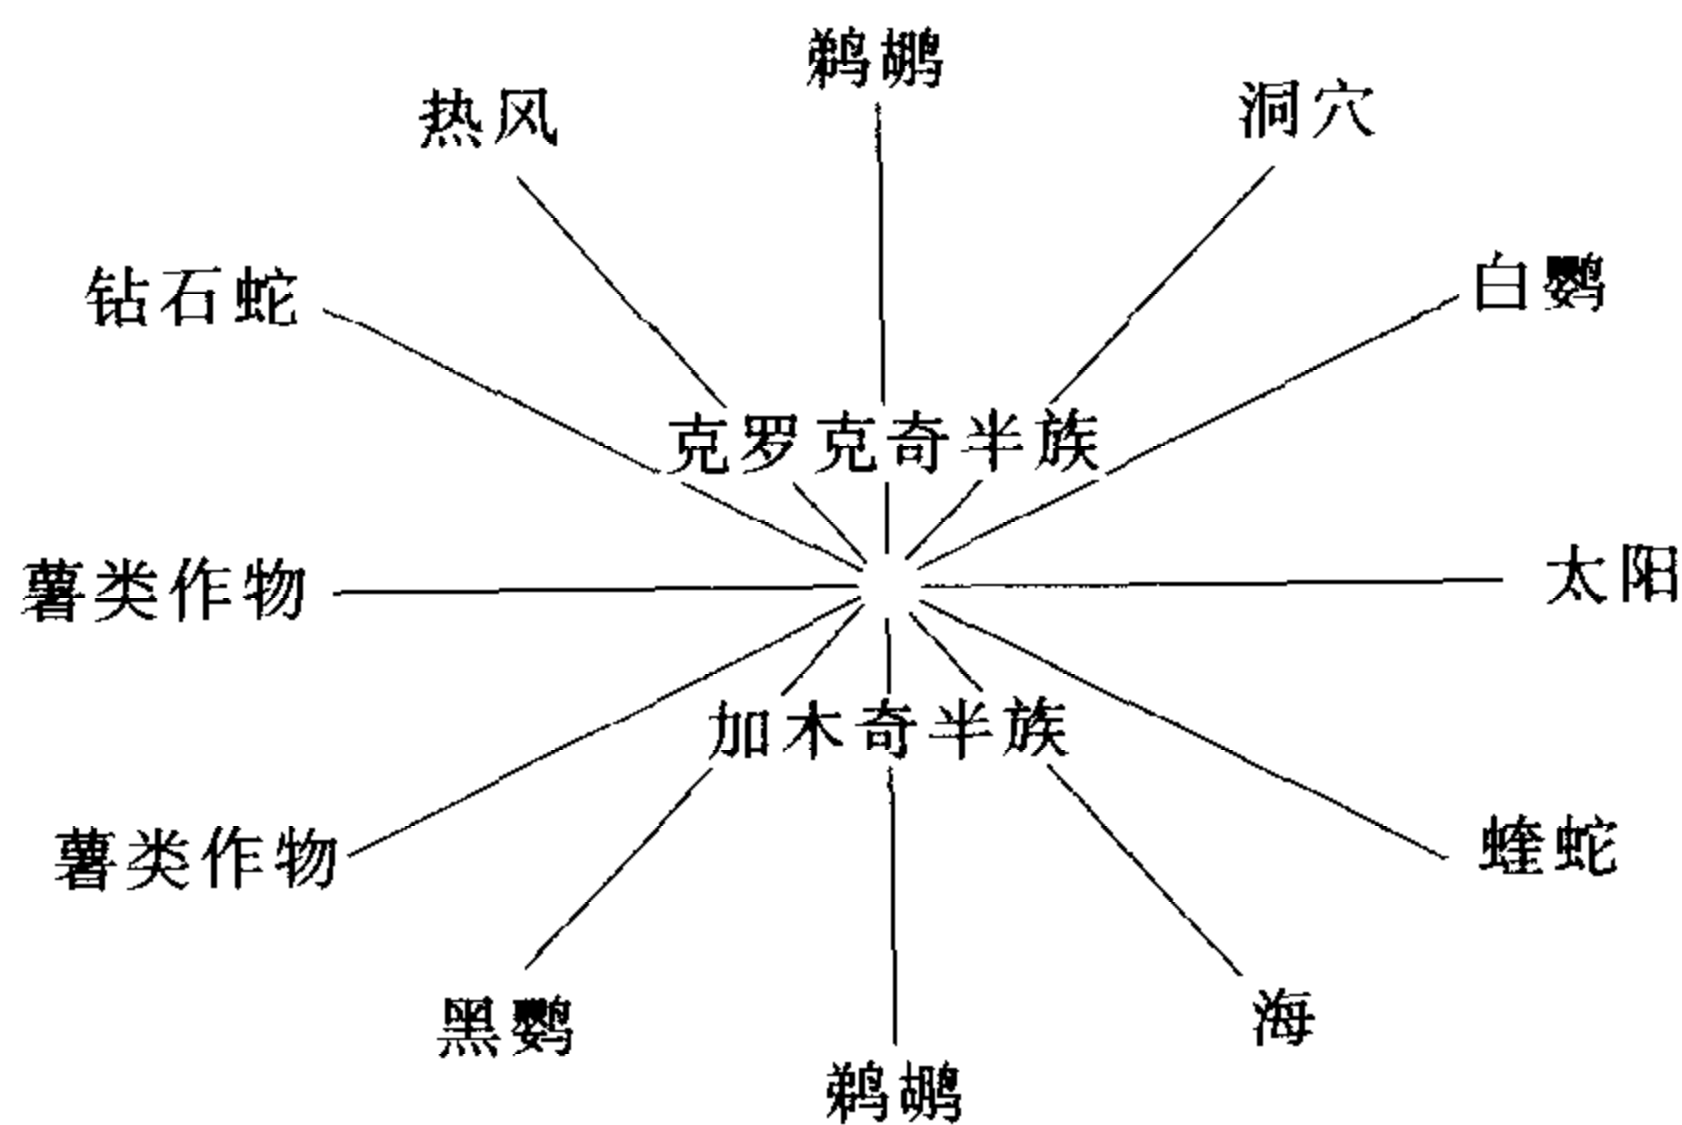 鹈鹕
热风
洞穴
钻石蛇
白鹦
克罗克奇半族
薯类作物
太阳
加木奇半族
薯类作物
蝰蛇
黑鹦
海
鹈鹕